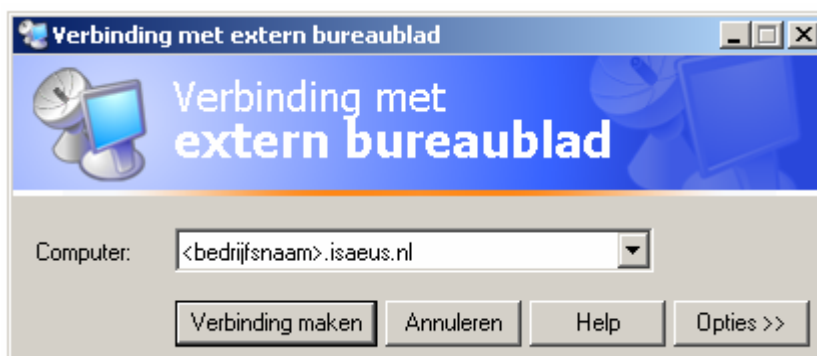 Verbinding met extern bureaublad
Verbinding met
extern bureaublad
Computer: <bedrijfsnaam>.isaeus.nl
Verbinding maken Annuleren Help Opties >>